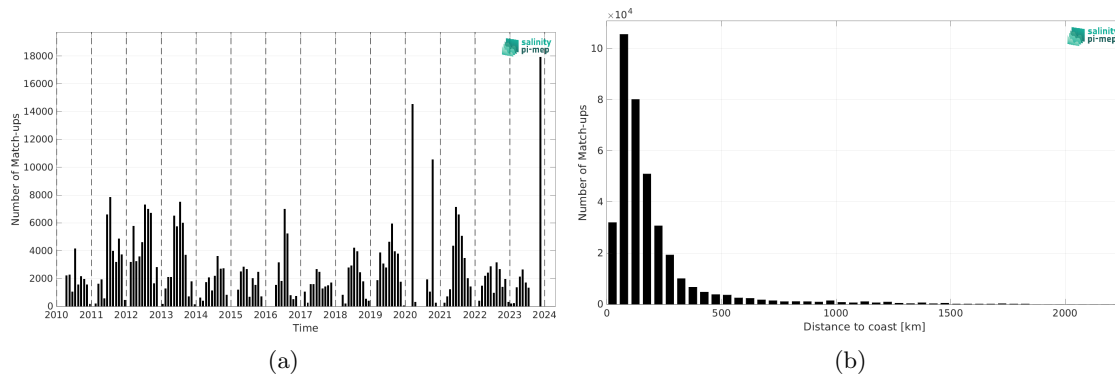 salinity
pi-mep
18000
16000
14000
12000
10000
8000
6000
4000
2000
0
Number of Match-ups
2010 2011 2012 2013 2014 2015 2016 2017 2018 2019 2020 2021 2022 2023 2024
Time
(a)
×10⁴
salinity
pi-mep
10
8
6
4
2
0
Number of Match-ups
0 500 1000 1500 2000
Distance to coast [km]
(b)